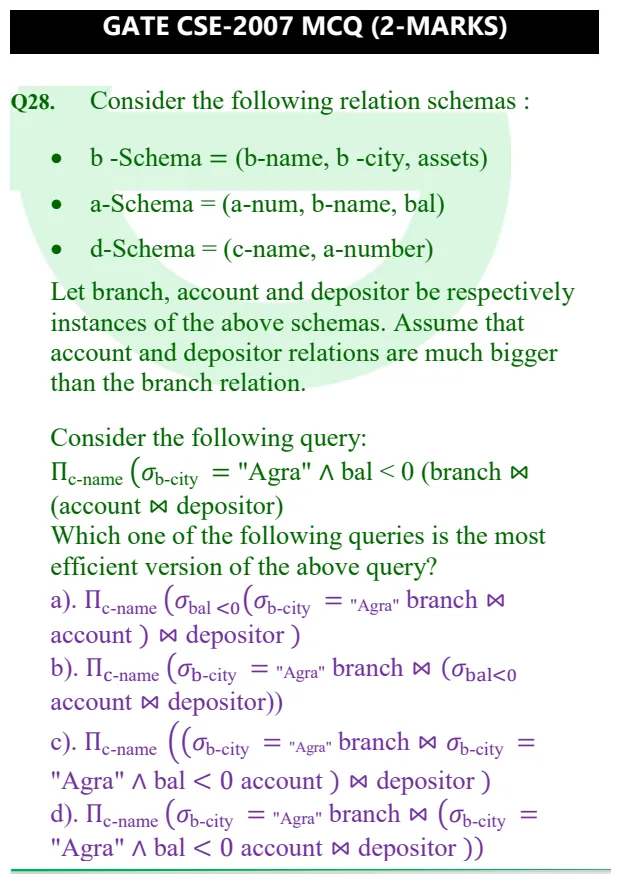 GATE CSE-2007 MCQ (2-MARKS)
Q28. Consider the following relation schemas :
• b -Schema = (b-name, b -city, assets)
• a-Schema = (a-num, b-name, bal)
• d-Schema = (c-name, a-number)
Let branch, account and depositor be respectively
instances of the above schemas. Assume that
account and depositor relations are much bigger
than the branch relation.
Consider the following query:
Πc-name (σb-city = "Agra" ∧ bal < 0 (branch ⋈
(account ⋈ depositor)
Which one of the following queries is the most
efficient version of the above query?
a). Πc-name (σbal <0(σb-city = "Agra" branch ⋈
account ) ⋈ depositor )
b). Πc-name (σb-city = "Agra" branch ⋈ (σbal<0
account ⋈ depositor))
c). Πc-name ((σb-city = "Agra" branch ⋈ σb-city =
"Agra" ∧ bal < 0 account ) ⋈ depositor )
d). Πc-name (σb-city = "Agra" branch ⋈ (σb-city =
"Agra" ∧ bal < 0 account ⋈ depositor ))